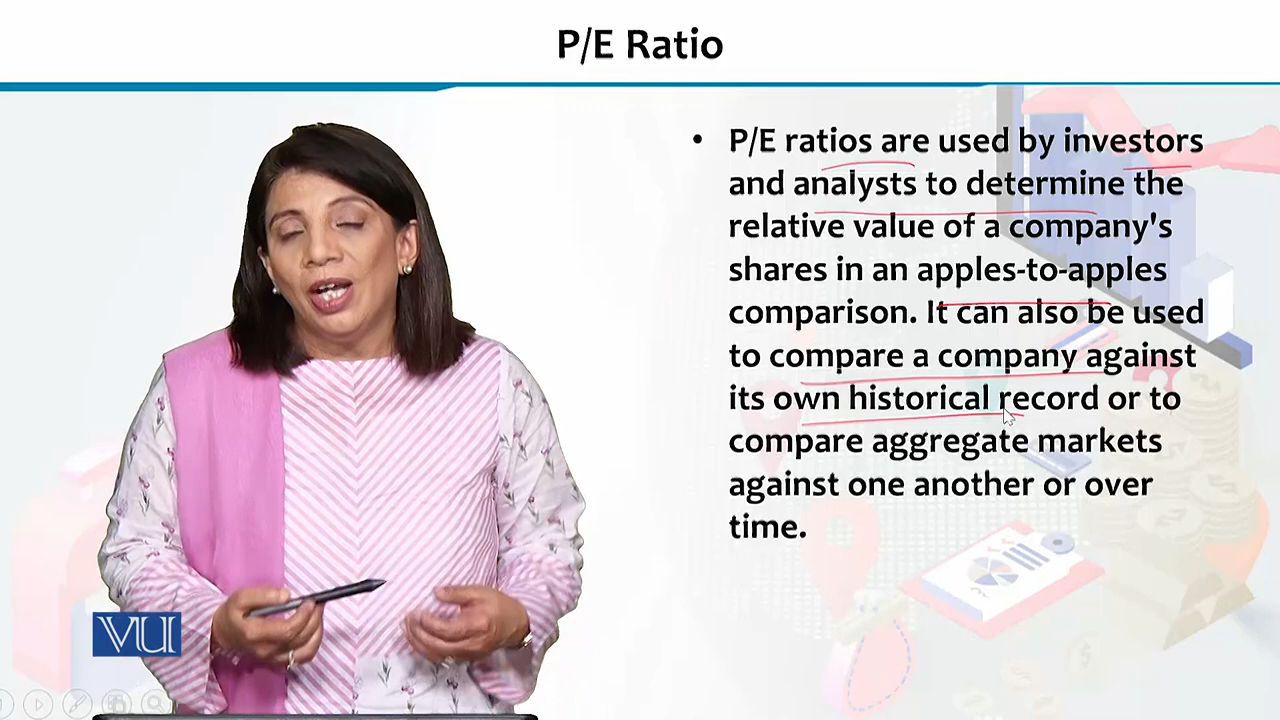 P/E Ratio
• P/E ratios are used by investors
and analysts to determine the
relative value of a company's
shares in an apples-to-apples
comparison. It can also be used
to compare a company against
its own historical record or to
compare aggregate markets
against one another or over
time.
VU